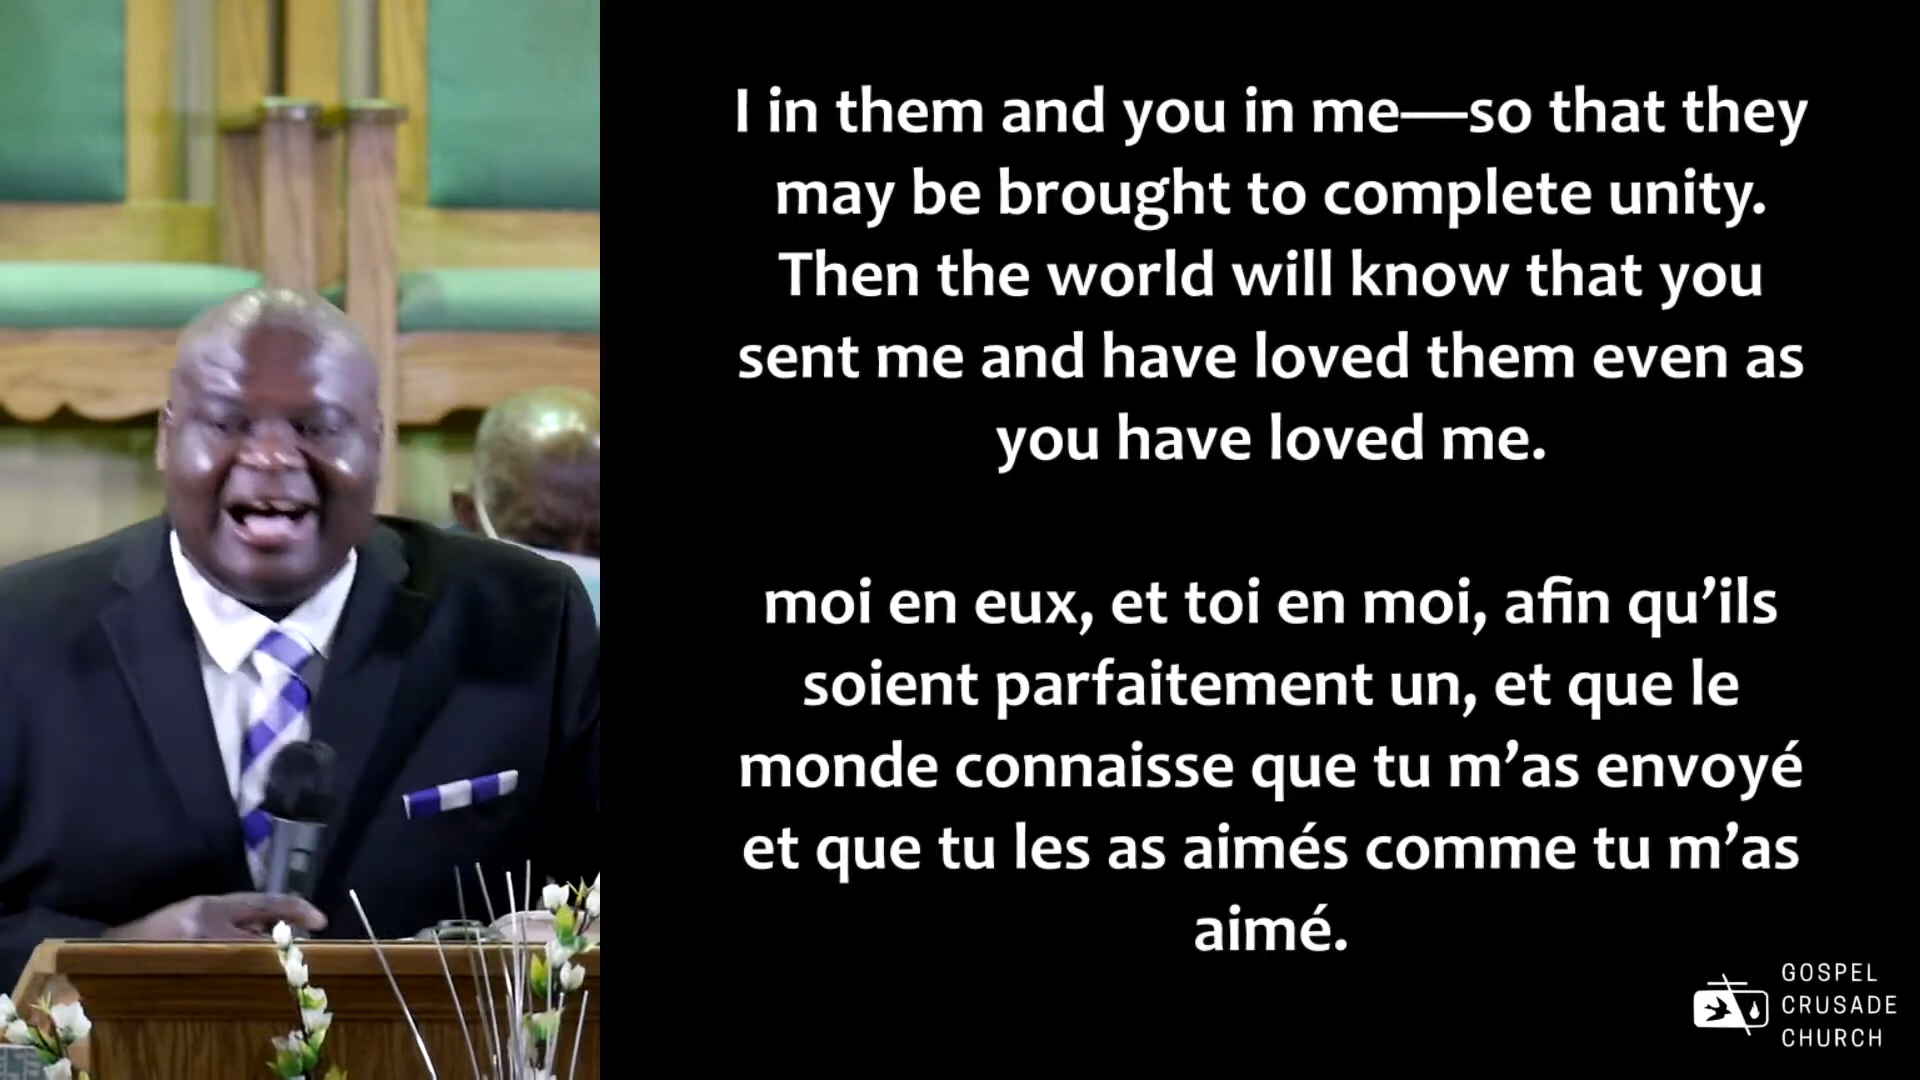 I in them and you in me—so that they
may be brought to complete unity.
Then the world will know that you
sent me and have loved them even as
you have loved me.
moi en eux, et toi en moi, afin qu’ils
soient parfaitement un, et que le
monde connaisse que tu m’as envoyé
et que tu les as aimés comme tu m’as
aimé.
GOSPEL
CRUSADE
CHURCH